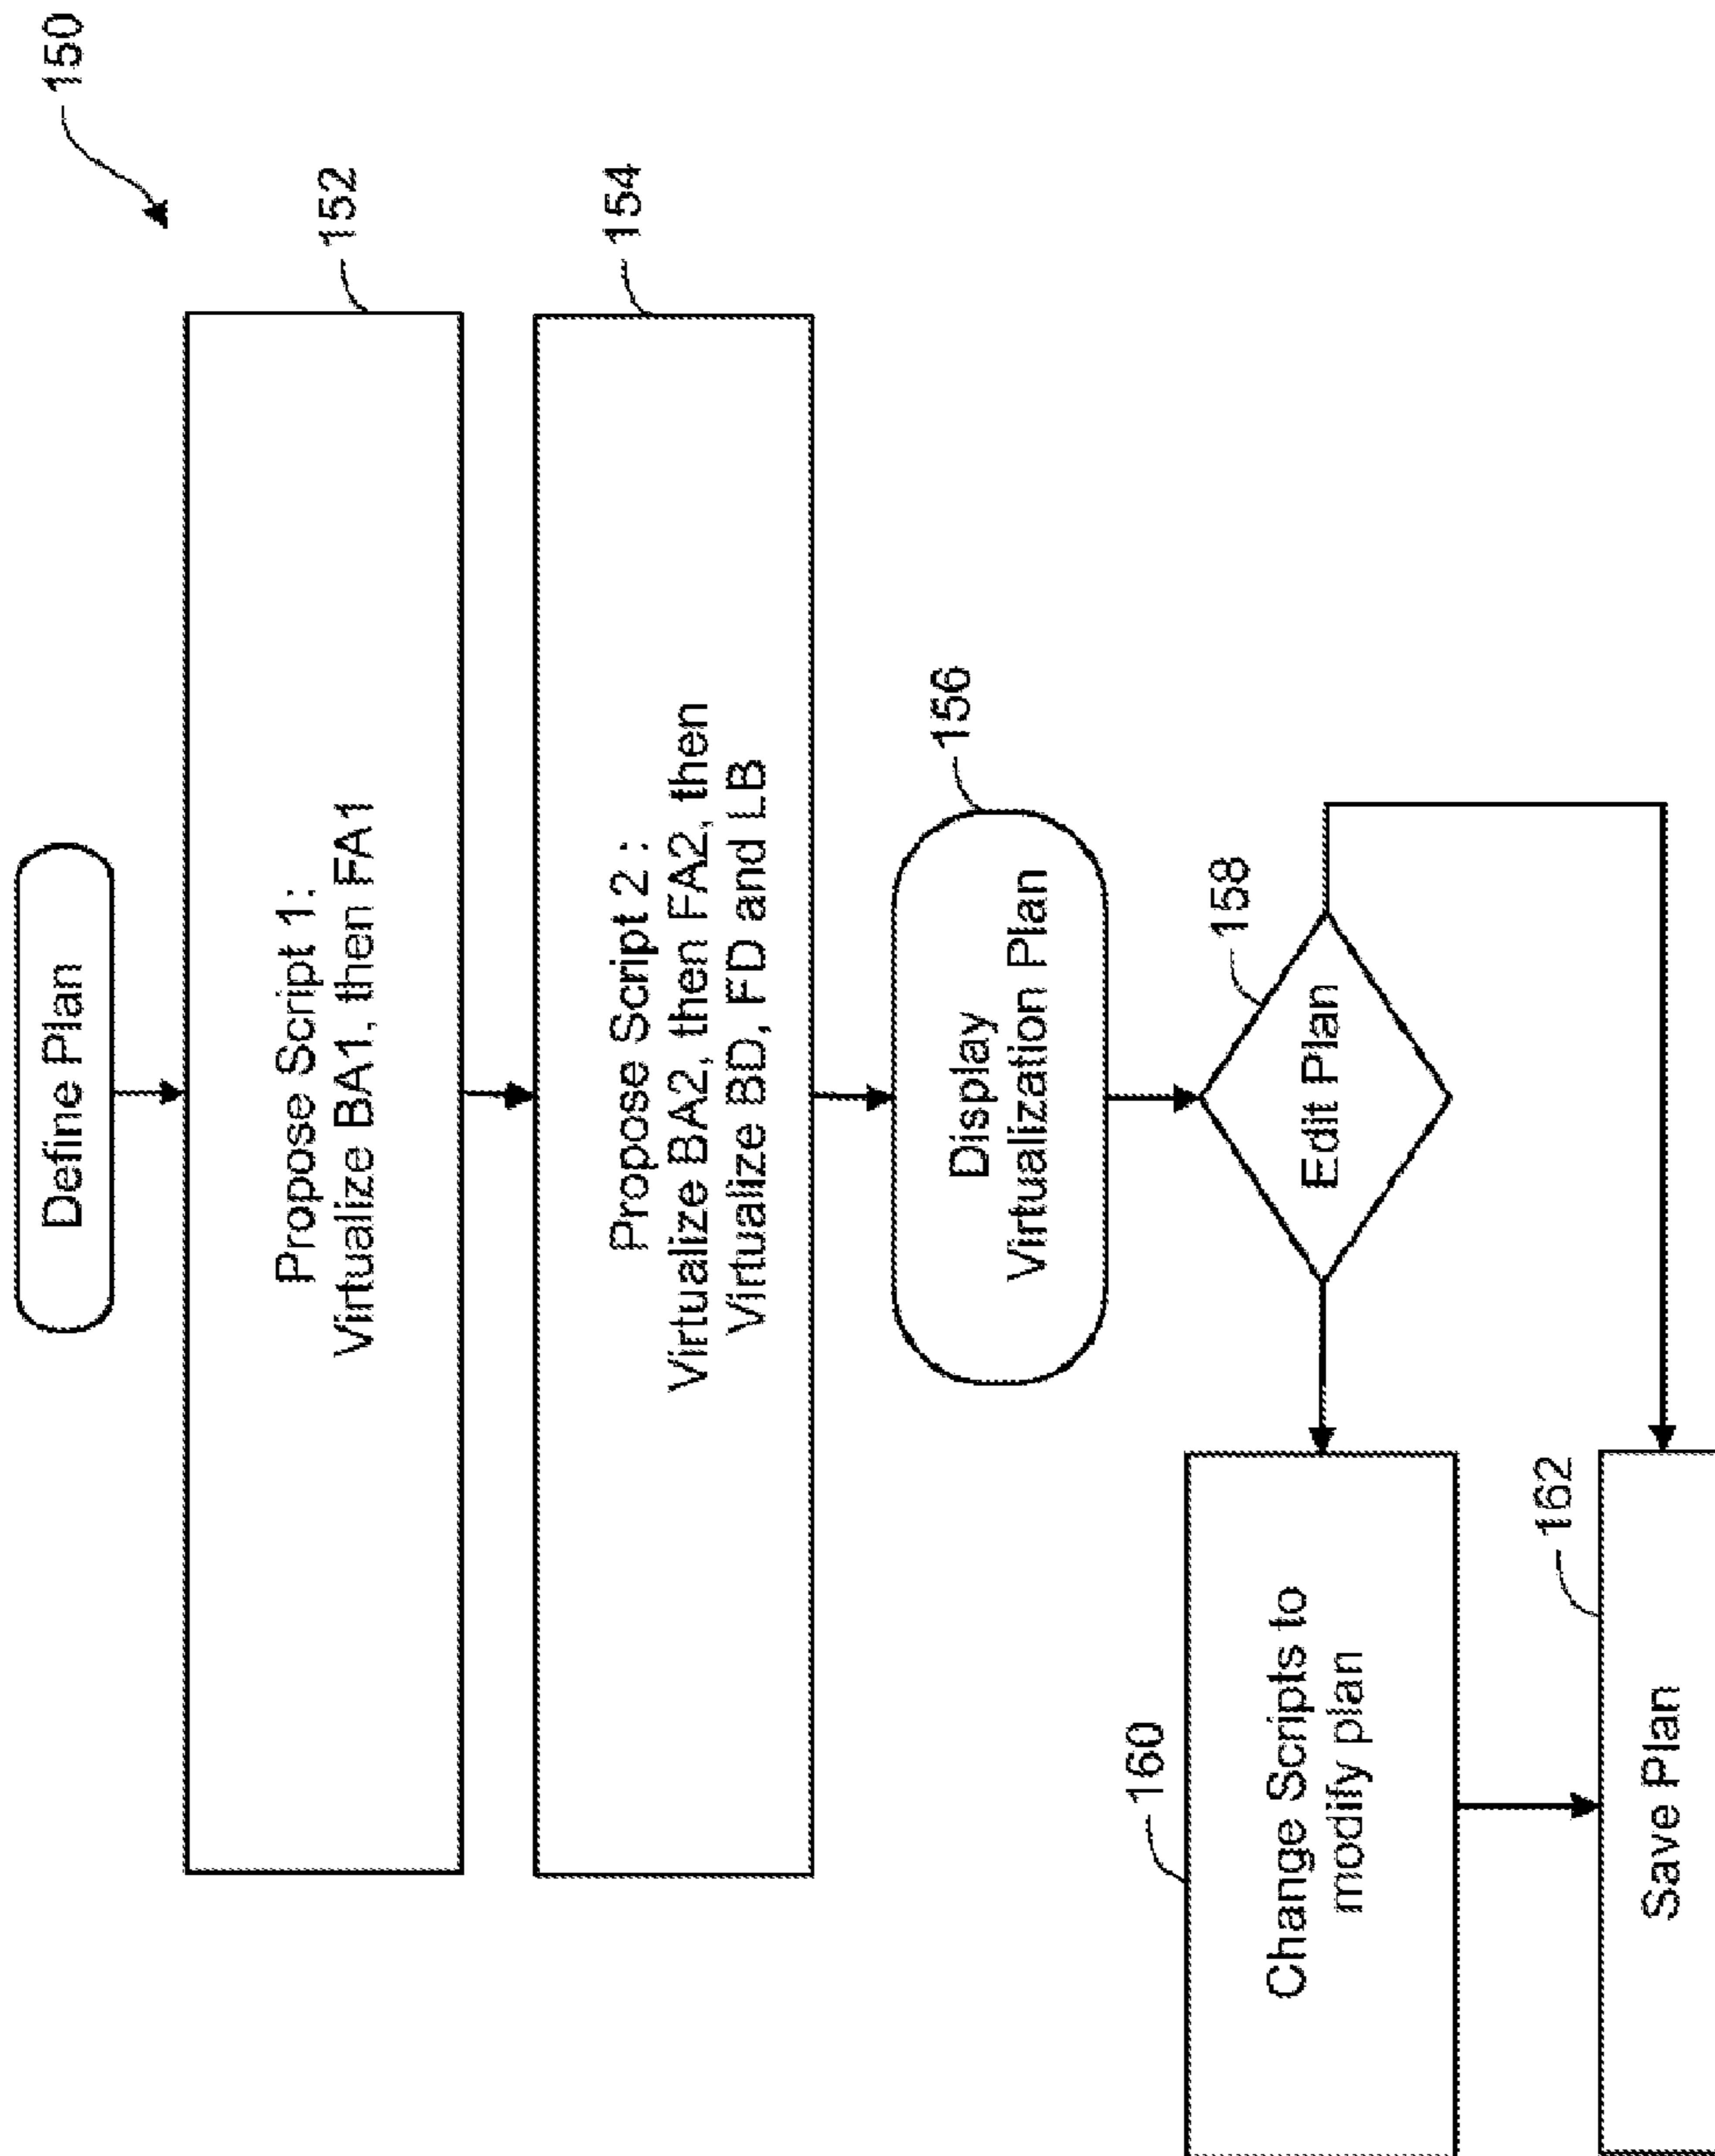 150
Define Plan
152
Propose Script 1:
Virtualize BA1, then FA1
154
Propose Script 2 :
Virtualize BA2, then FA2, then
Virtualize BD, FD and LB
156
Display
Virtualization Plan
158
Edit Plan
160
Change Scripts to
modify plan
162
Save Plan